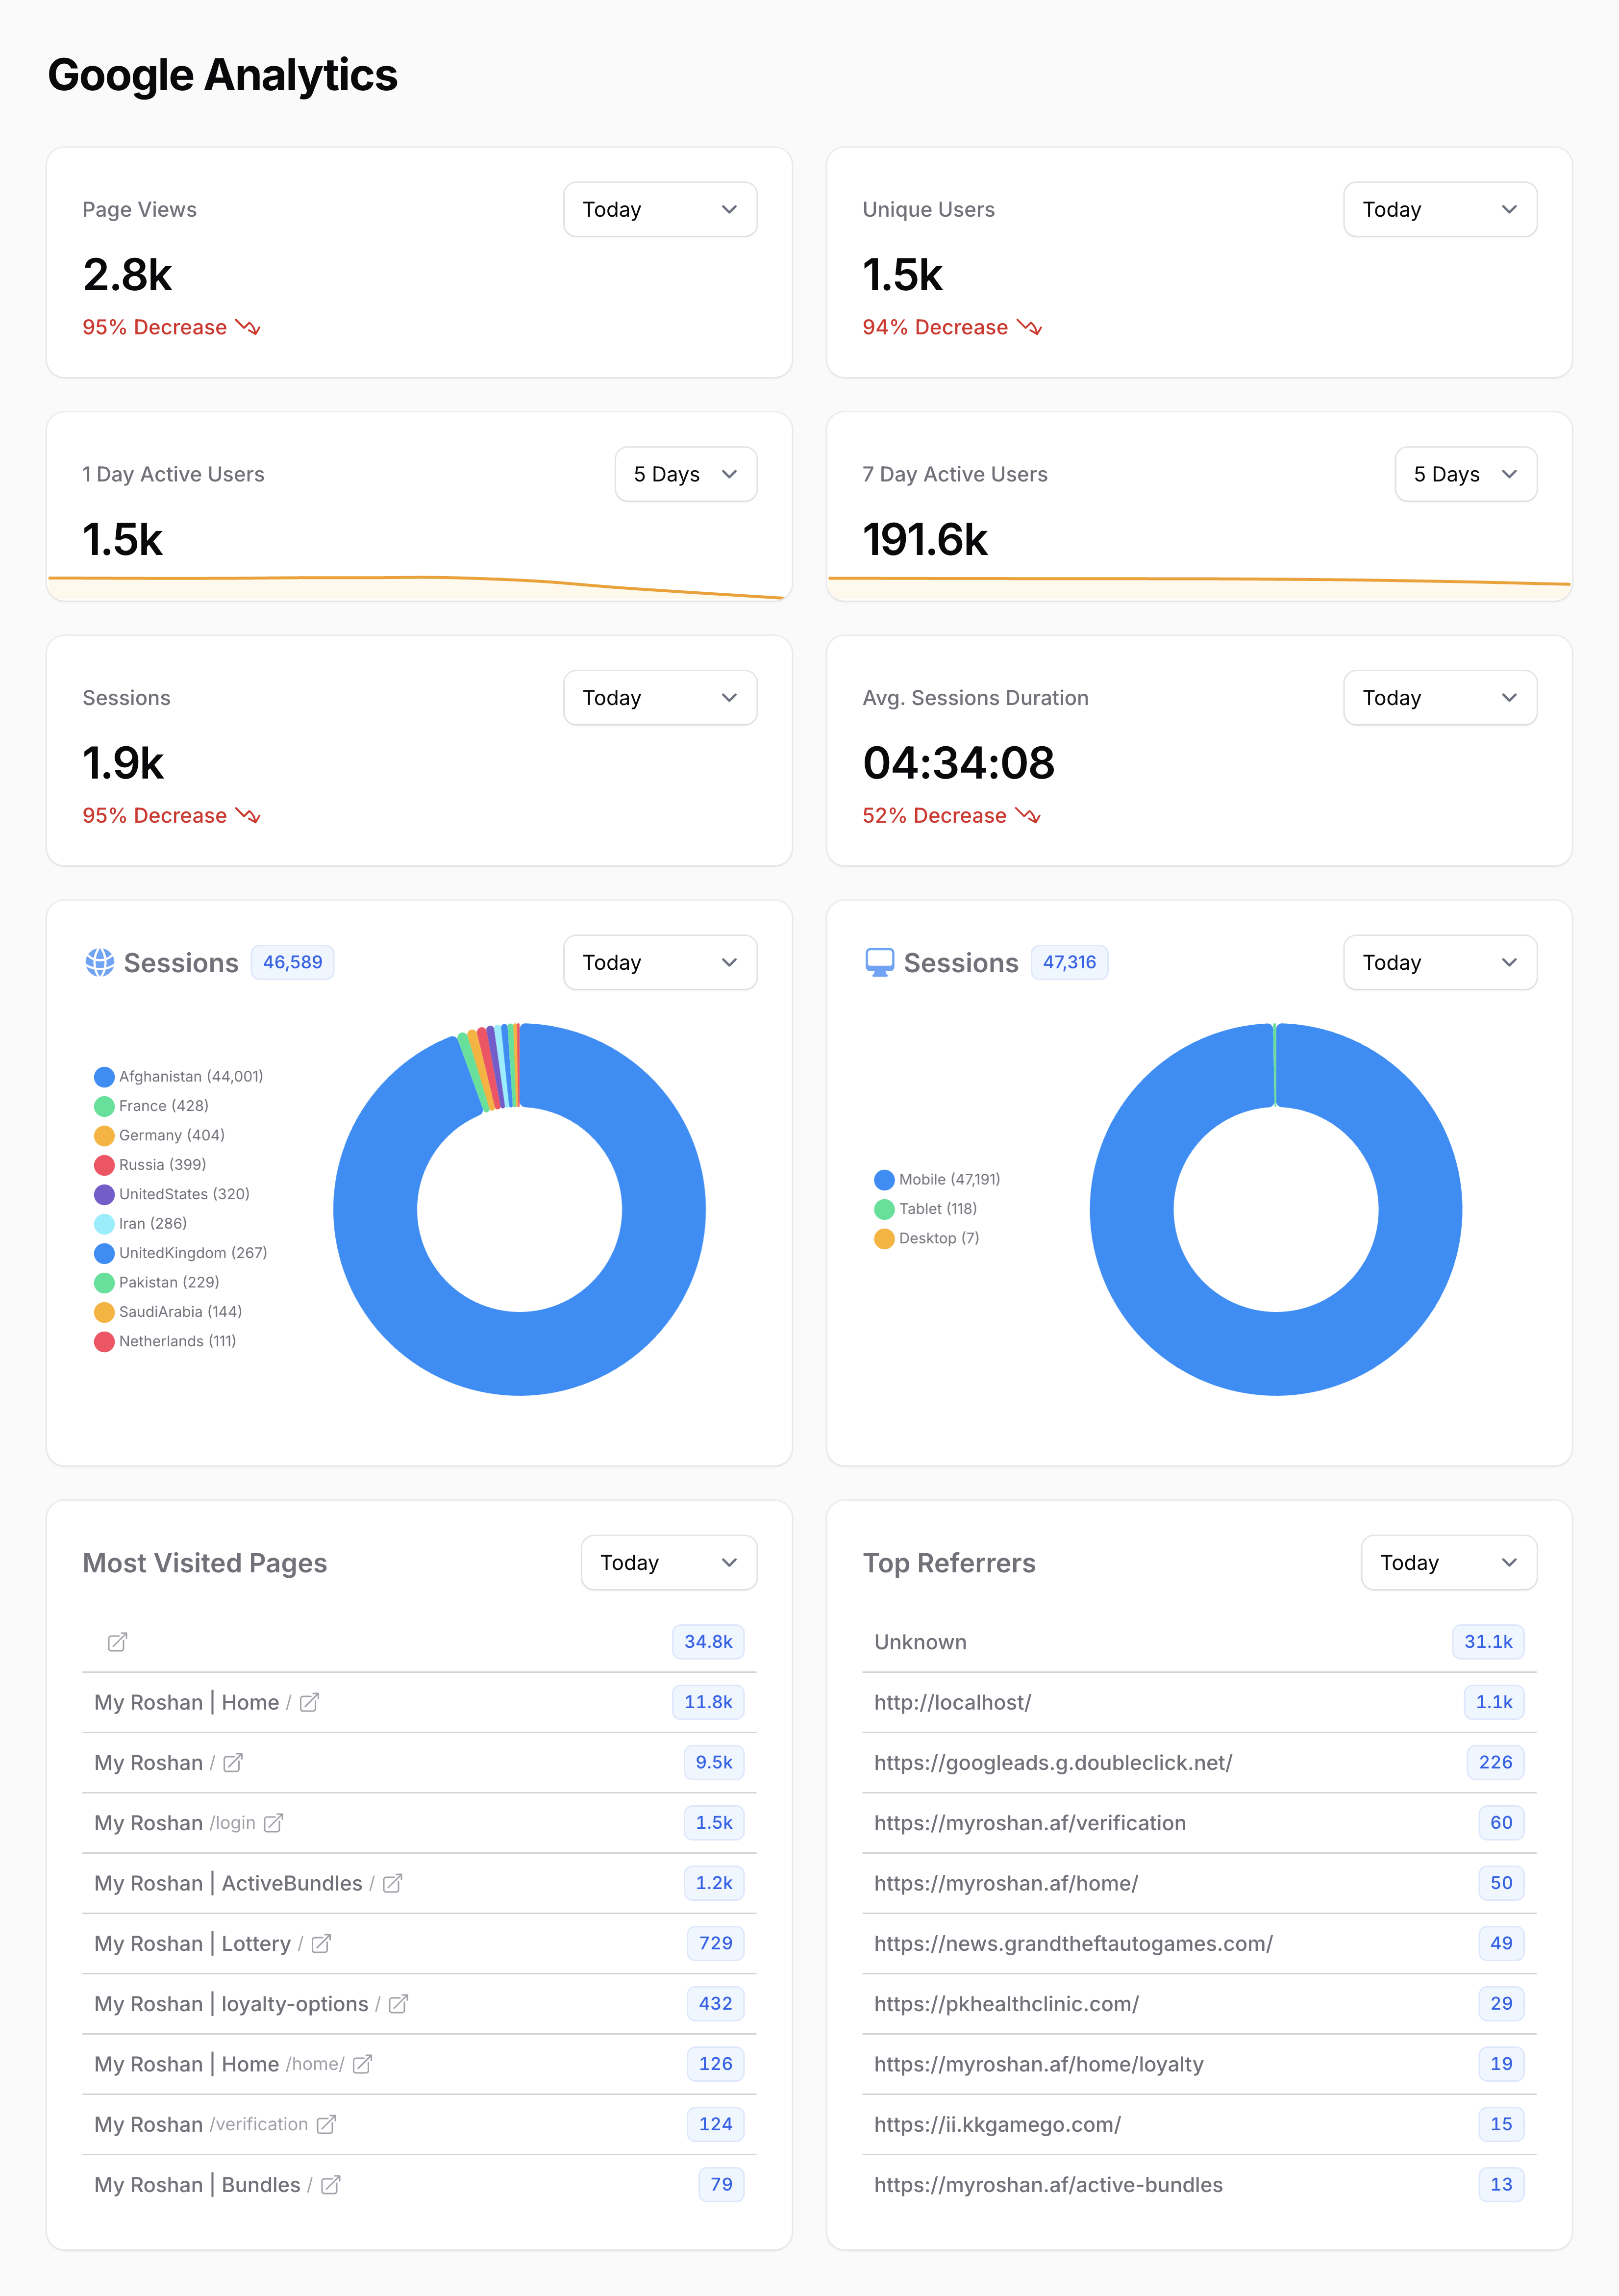 Google Analytics
Page Views
Today
2.8k
95% Decrease
Unique Users
Today
1.5k
94% Decrease
1 Day Active Users
5 Days
1.5k
7 Day Active Users
5 Days
191.6k
Sessions
Today
1.9k
95% Decrease
Avg. Sessions Duration
Today
04:34:08
52% Decrease
Sessions 46,589
Today
Afghanistan (44,001)
France (428)
Germany (404)
Russia (399)
UnitedStates (320)
Iran (286)
UnitedKingdom (267)
Pakistan (229)
SaudiArabia (144)
Netherlands (111)
Sessions 47,316
Today
Mobile (47,191)
Tablet (118)
Desktop (7)
Most Visited Pages
Today
34.8k
My Roshan | Home / 11.8k
My Roshan / 9.5k
My Roshan /login 1.5k
My Roshan | ActiveBundles / 1.2k
My Roshan | Lottery / 729
My Roshan | loyalty-options / 432
My Roshan | Home /home/ 126
My Roshan /verification 124
My Roshan | Bundles / 79
Top Referrers
Today
Unknown 31.1k
http://localhost/ 1.1k
https://googleads.g.doubleclick.net/ 226
https://myroshan.af/verification 60
https://myroshan.af/home/ 50
https://news.grandtheftautogames.com/ 49
https://pkhealthclinic.com/ 29
https://myroshan.af/home/loyalty 19
https://ii.kkgamego.com/ 15
https://myroshan.af/active-bundles 13